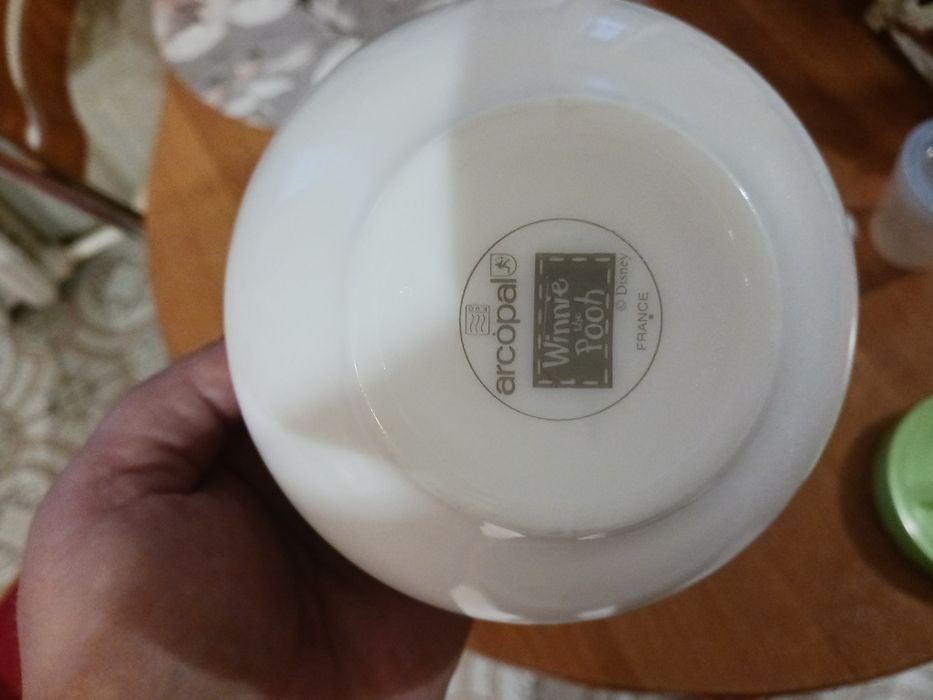 arcopal
Winnie
the
Pooh
© Disney
FRANCE